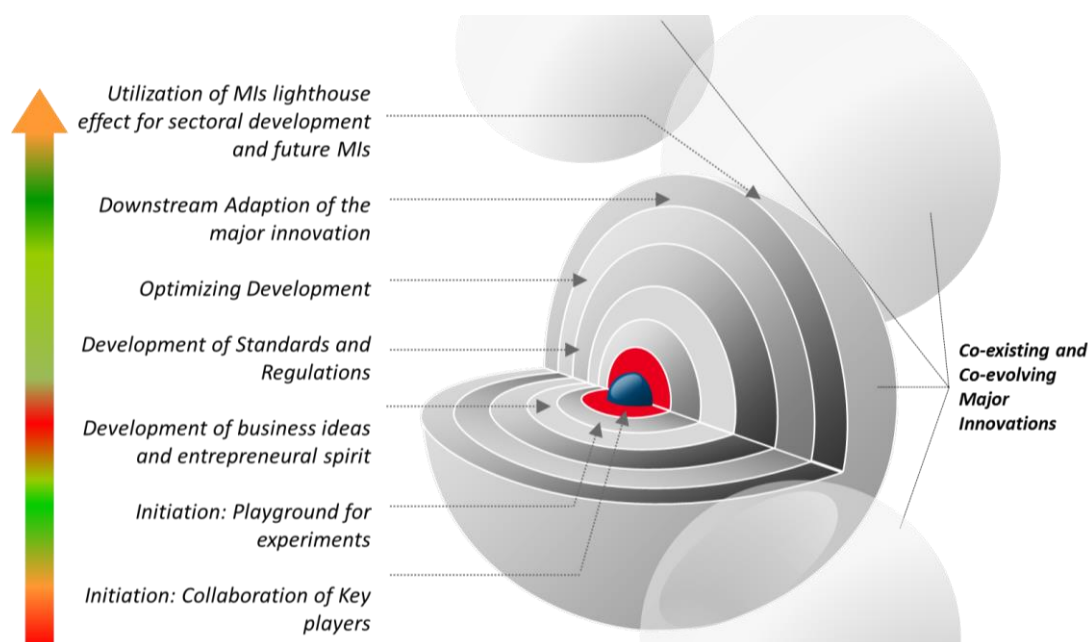 Utilization of MIs lighthouse
effect for sectoral development
and future MIs
Downstream Adaption of the
major innovation
Optimizing Development
Development of Standards and
Regulations
Development of business ideas
and entrepreneural spirit
Initiation: Playground for
experiments
Initiation: Collaboration of Key
players
Co-existing and
Co-evolving
Major
Innovations